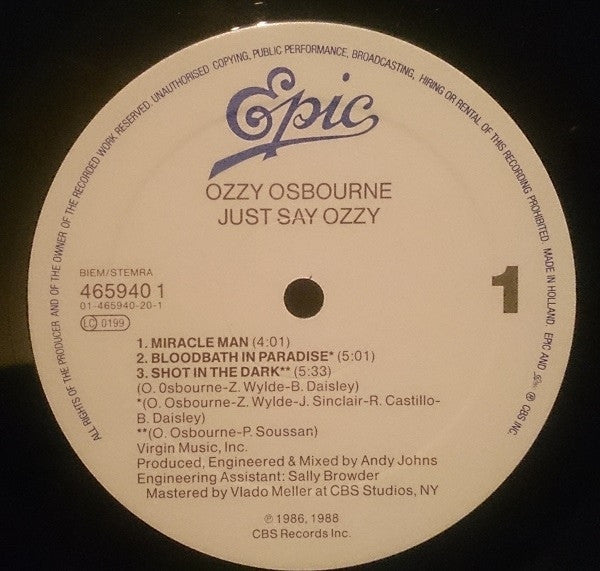 ALL RIGHTS OF THE PRODUCER AND OF THE OWNER OF THE RECORDED WORK RESERVED. UNAUTHORISED COPYING, PUBLIC PERFORMANCE, BROADCASTING, HIRING OR RENTAL OF THIS RECORDING PROHIBITED. MADE IN HOLLAND. EPIC AND ® CBS INC.
Epic
OZZY OSBOURNE
JUST SAY OZZY
BIEM/STEMRA
465940 1
01-465940-20-1
LC 0199
1
1. MIRACLE MAN (4:01)
2. BLOODBATH IN PARADISE* (5:01)
3. SHOT IN THE DARK** (5:33)
(O. Osbourne-Z. Wylde-B. Daisley)
*(O. Osbourne-Z. Wylde-J. Sinclair-R. Castillo-
B. Daisley)
**(O. Osbourne-P. Soussan)
Virgin Music, Inc.
Produced, Engineered & Mixed by Andy Johns
Engineering Assistant: Sally Browder
Mastered by Vlado Meller at CBS Studios, NY
℗ 1986, 1988
CBS Records Inc.